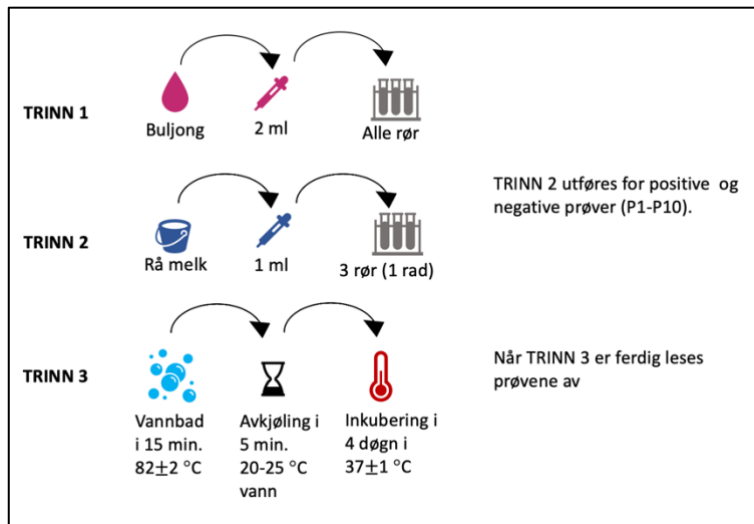 TRINN 1
Buljong
2 ml
Alle rør
TRINN 2
Rå melk
1 ml
3 rør (1 rad)
TRINN 2 utføres for positive og
negative prøver (P1-P10).
TRINN 3
Vannbad
i 15 min.
82±2 °C
Avkjøling i
5 min.
20-25 °C
vann
Inkubering i
4 døgn i
37±1 °C
Når TRINN 3 er ferdig leses
prøvene av